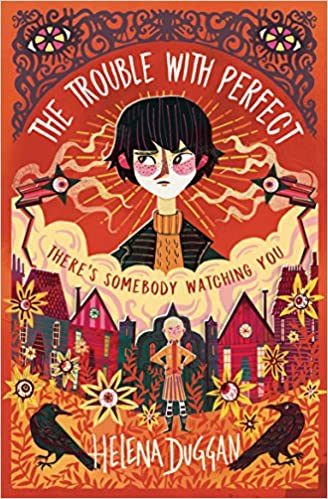 THE TROUBLE WITH PERFECT
THERE'S SOMEBODY WATCHING YOU
HELENA DUGGAN